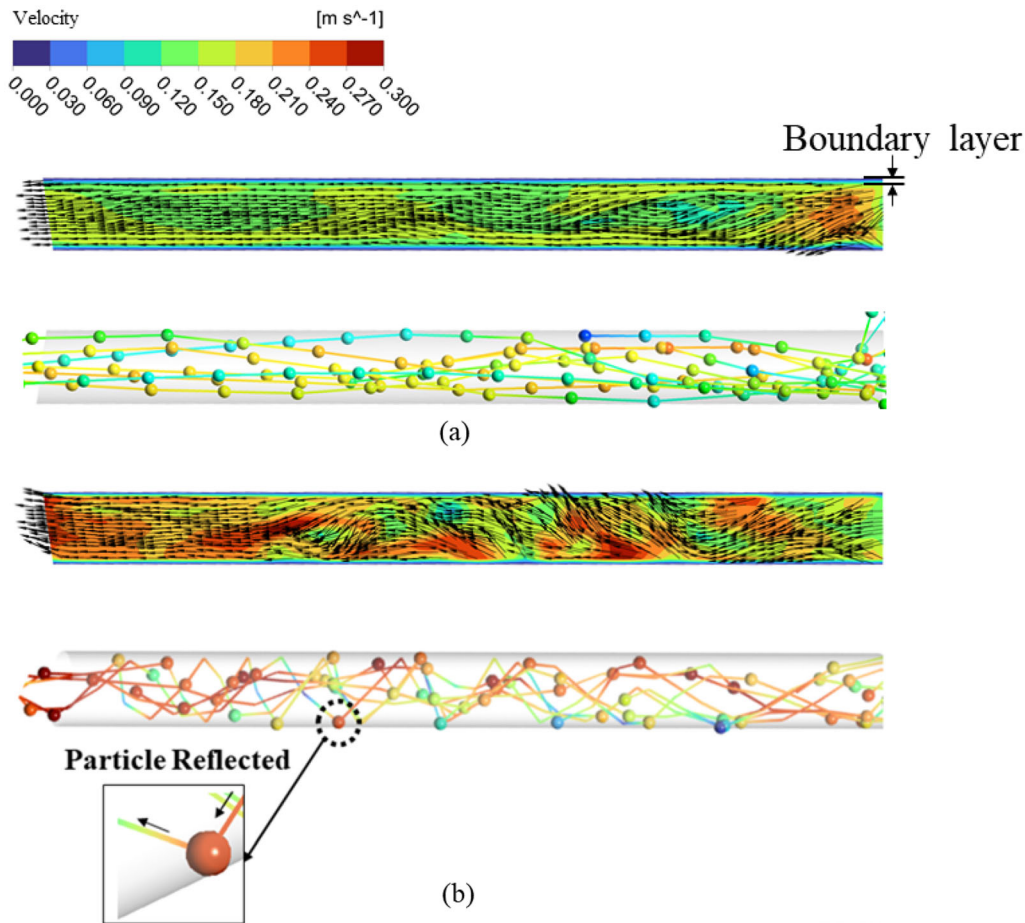 Velocity [m s^-1]
0.000 0.030 0.060 0.090 0.120 0.150 0.180 0.210 0.240 0.270 0.300
Boundary layer
(a)
Particle Reflected
(b)